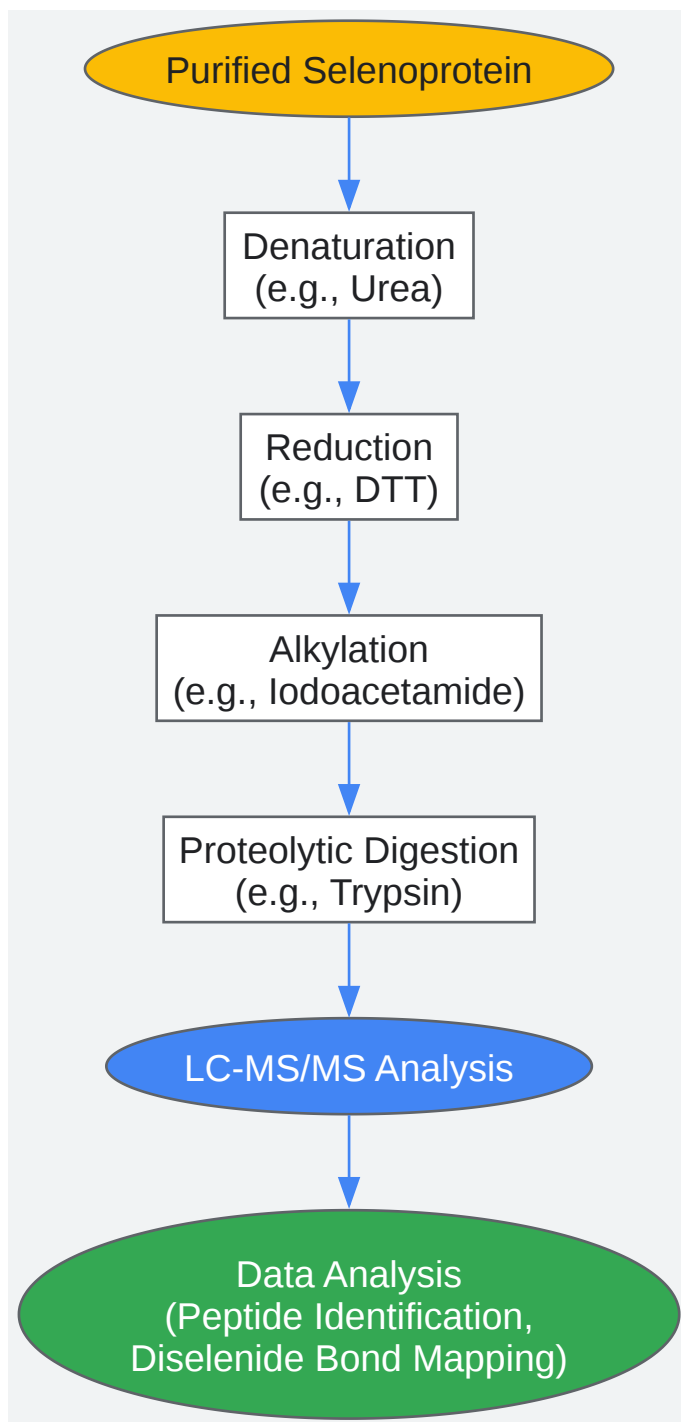 Purified Selenoprotein
Denaturation
(e.g., Urea)
Reduction
(e.g., DTT)
Alkylation
(e.g., Iodoacetamide)
Proteolytic Digestion
(e.g., Trypsin)
LC-MS/MS Analysis
Data Analysis
(Peptide Identification,
Diselenide Bond Mapping)